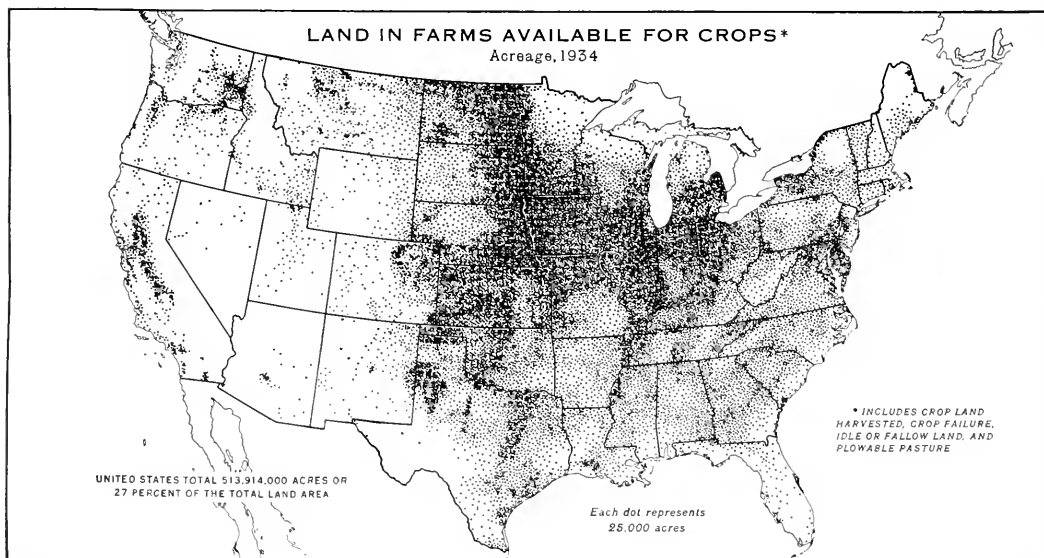 LAND IN FARMS AVAILABLE FOR CROPS*
Acreage, 1934
* INCLUDES CROP LAND
HARVESTED, CROP FAILURE,
IDLE OR FALLOW LAND, AND
PLOWABLE PASTURE
UNITED STATES TOTAL 513,914,000 ACRES OR
27 PERCENT OF THE TOTAL LAND AREA
Each dot represents
25,000 acres